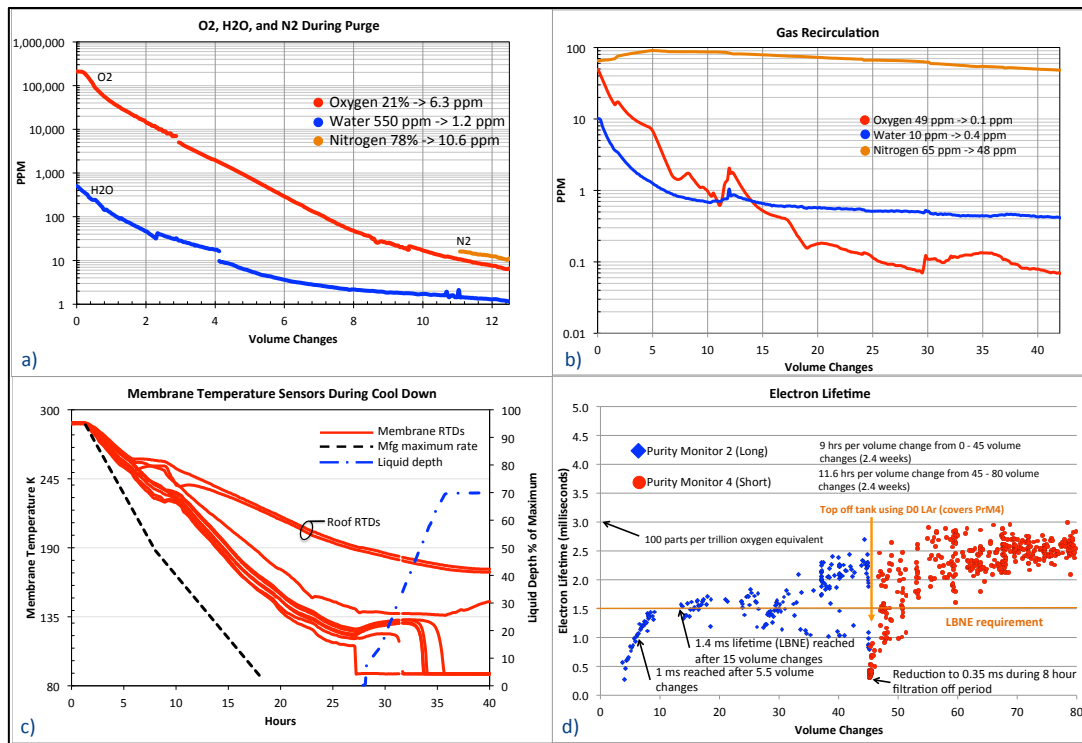 O2, H2O, and N2 During Purge
1,000,000
100,000
10,000
1,000
100
10
1
PPM
O2
H2O
N2
Oxygen 21% -> 6.3 ppm
Water 550 ppm -> 1.2 ppm
Nitrogen 78% -> 10.6 ppm
0 2 4 6 8 10 12
Volume Changes
a)
Gas Recirculation
100
10
1
0.1
0.01
PPM
Oxygen 49 ppm -> 0.1 ppm
Water 10 ppm -> 0.4 ppm
Nitrogen 65 ppm -> 48 ppm
0 5 10 15 20 25 30 35 40
Volume Changes
b)
Membrane Temperature Sensors During Cool Down
300
245
190
135
80
Membrane Temperature K
Membrane RTDs
Mfg maximum rate
Liquid depth
Roof RTDs
100
90
80
70
60
50
40
30
20
10
0
Liquid Depth % of Maximum
0 5 10 15 20 25 30 35 40
Hours
c)
Electron Lifetime
5.0
4.5
4.0
3.5
3.0
2.5
2.0
1.5
1.0
0.5
0.0
Electron Lifetime (milliseconds)
Purity Monitor 2 (Long)
Purity Monitor 4 (Short)
9 hrs per volume change from 0 - 45 volume
changes (2.4 weeks)
11.6 hrs per volume change from 45 - 80 volume
changes (2.4 weeks)
Top off tank using D0 LAr (covers PrM4)
100 parts per trillion oxygen equivalent
LBNE requirement
1.4 ms lifetime (LBNE) reached
after 15 volume changes
1 ms reached after 5.5 volume
changes
Reduction to 0.35 ms during 8 hour
filtration off period
0 10 20 30 40 50 60 70 80
Volume Changes
d)